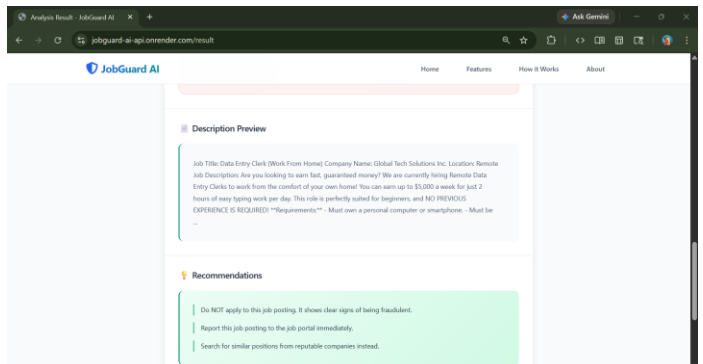 Analysis Result - JobGuard AI
Ask Gemini
jobguard-ai-api.onrender.com/result
JobGuard AI
Home Features How it Works About
Description Preview
Job Title: Data Entry Clerk (Work From Home) Company Name: Global Tech Solutions Inc. Location: Remote
Job Description: Are you looking to earn fast, guaranteed money? We are currently hiring Remote Data
Entry Clerks to work from the comfort of your own home! You can earn up to $5,000 a week for just 2
hours of easy typing work per day. This role is perfectly suited for beginners, and NO PREVIOUS
EXPERIENCE IS REQUIRED! **Requirements:** - Must own a personal computer or smartphone. - Must be
...
Recommendations
Do NOT apply to this job posting. It shows clear signs of being fraudulent.
Report this job posting to the job portal immediately.
Search for similar positions from reputable companies instead.